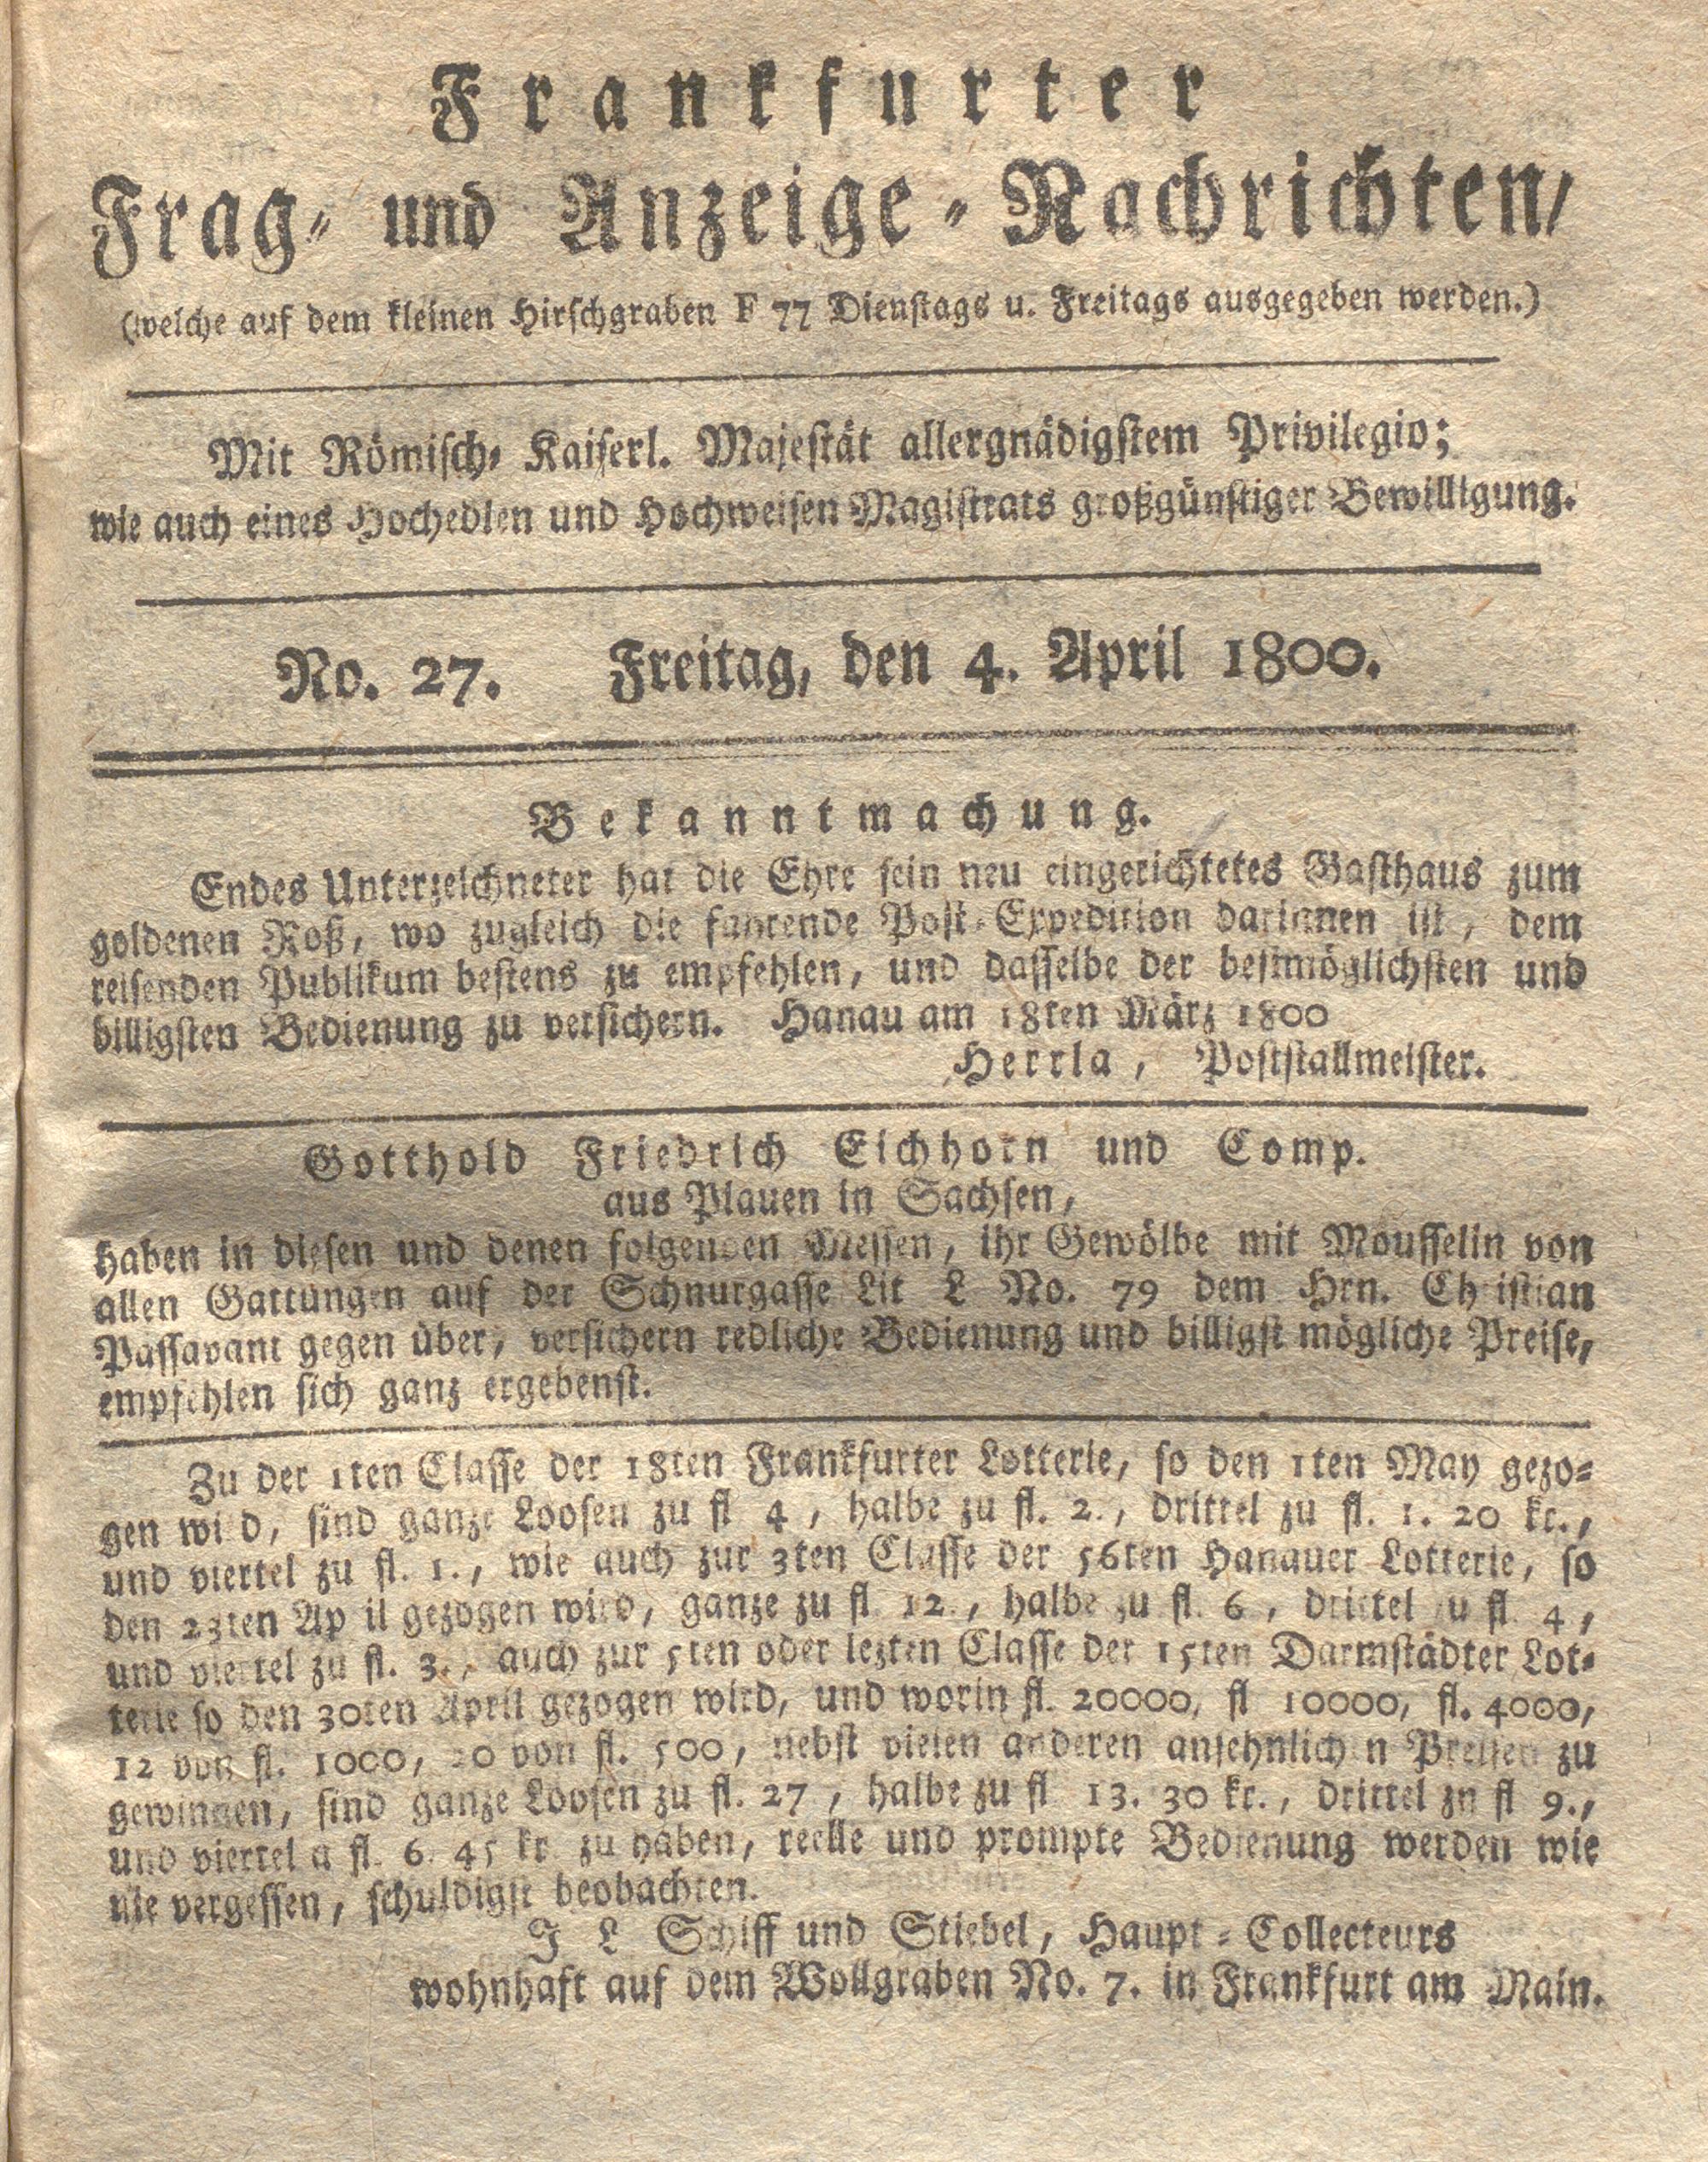 Frankfurter
Frag- und Anzeige-Nachrichten,
(welche auf dem kleinen Hirschgraben F 77 Dienstags u. Freitags ausgegeben werden.)
Mit Römisch- Kaiserl. Majestät allergnädigstem Privilegio;
wie auch eines Hochedlen und Hochweisen Magistrats großgünstiger Bewilligung.
No. 27. Freitag, den 4. April 1800.
Bekanntmachung.
Endes Unterzeichneter hat die Ehre sein neu eingerichtetes Gasthaus zum
goldenen Roß, wo zugleich die fahrende Post-Expedition darinnen ist, dem
reisenden Publikum bestens zu empfehlen, und dasselbe der bestmöglichsten und
billigsten Bedienung zu versichern. Hanau am 18ten März 1800
Herrla, Poststallmeister.
Gotthold Friedrich Eichhorn und Comp.
aus Plauen in Sachsen,
haben in diesen und denen folgenden Messen, ihr Gewölbe mit Mousselin von
allen Gattungen auf der Schnurgasse Lit L No. 79 dem Hrn. Christian
Passavant gegen über, versichern redliche Bedienung und billigst mögliche Preise,
empfehlen sich ganz ergebenst.
Zu der 1ten Classe der 18ten Frankfurter Lotterie, so den 1ten May gezo-
gen wird, sind ganze Loosen zu fl 4, halbe zu fl. 2., drittel zu fl. 1. 20 kr.,
und viertel zu fl. 1., wie auch zur 3ten Classe der 56ten Hanauer Lotterie, so
den 23ten April gezogen wird, ganze zu fl 12., halbe zu fl. 6, drittel zu fl 4,
und viertel zu fl. 3., auch zur 5ten oder lezten Classe der 15ten Darmstädter Lot-
terie so den 30ten April gezogen wird, und worin fl. 20000, fl 10000, fl. 4000,
12 von fl. 1000, 20 von fl. 500, nebst vielen anderen ansehnlichen Preisen zu
gewinnen, sind ganze Loosen zu fl. 27, halbe zu fl 13. 30 kr., drittel zn fl 9.,
und viertel a fl. 6. 45 kr zu haben, reelle und prompte Bedienung werden wie
nie vergessen, schuldigst beobachten.
J L Schiff und Stiebel, Haupt-Collecteurs
wohnhaft auf dem Wollgraben No. 7. in Frankfurt am Main.